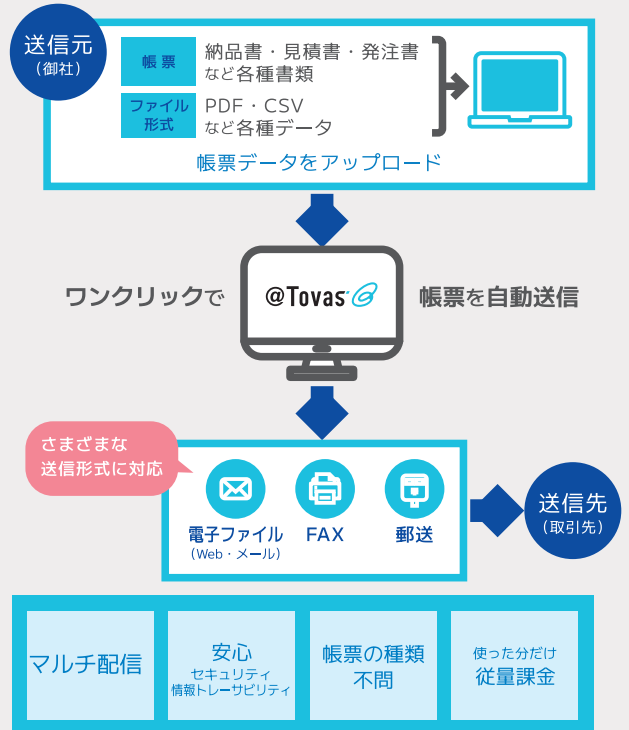 送信元
（御社）
帳 票
納品書・見積書・発注書
など各種書類
ファイル
形式
PDF・CSV
など各種データ
帳票データをアップロード
ワンクリックで
@Tovas
帳票を自動送信
さまざまな
送信形式に対応
電子ファイル
（Web・メール）
FAX
郵送
送信先
（取引先）
マルチ配信
安心
セキュリティ
情報トレーサビリティ
帳票の種類
不問
使った分だけ
従量課金